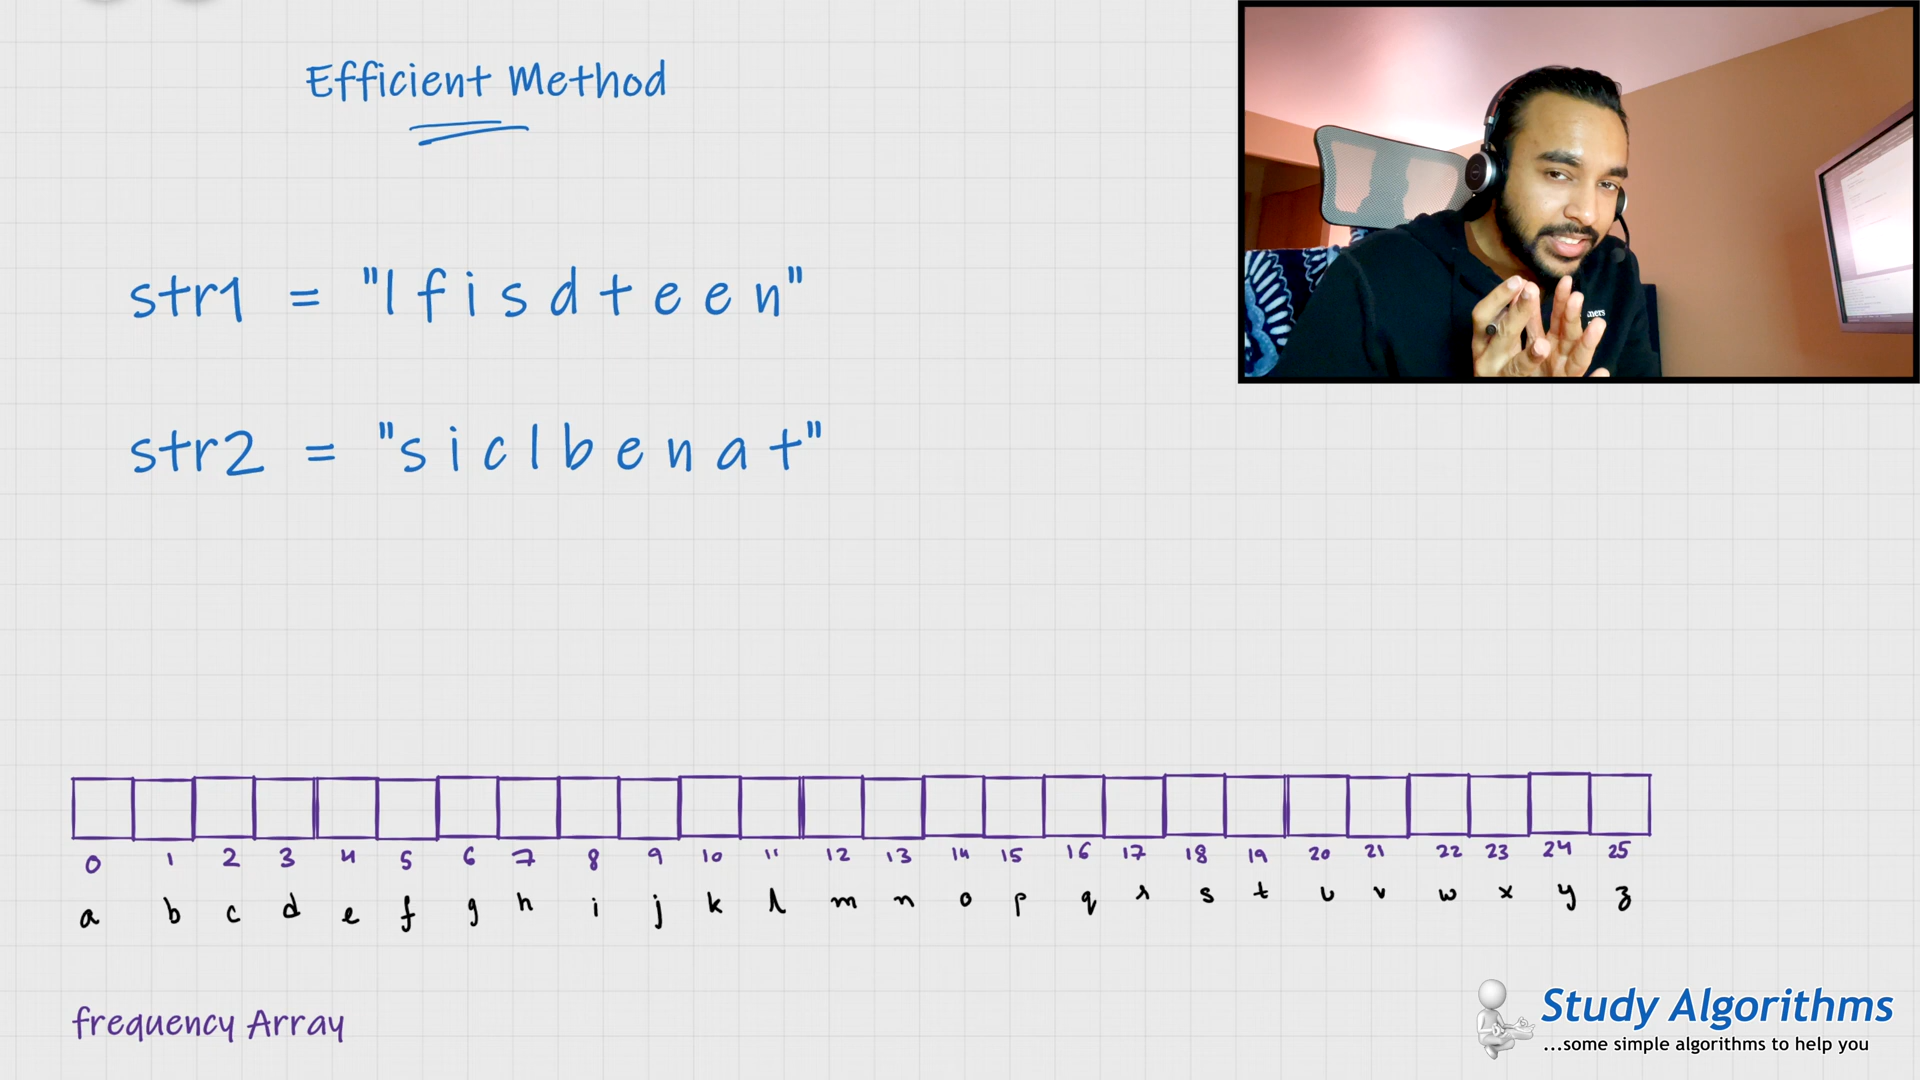 Efficient Method
str1 = "l f i s d t e e n"
str2 = "s i c l b e n a t"
0 1 2 3 4 5 6 7 8 9 10 11 12 13 14 15 16 17 18 19 20 21 22 23 24 25
a b c d e f g h i j k l m n o p q r s t u v w x y z
frequency Array
Study Algorithms
...some simple algorithms to help you